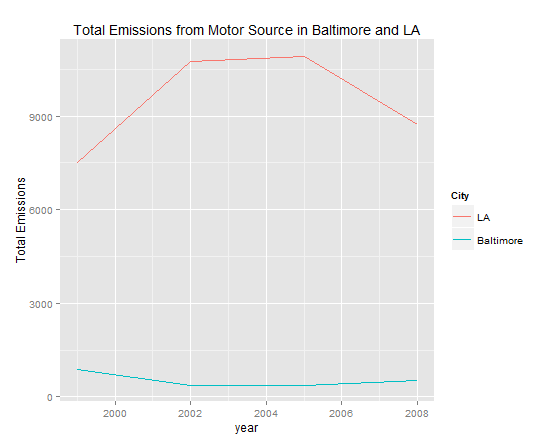 Total Emissions from Motor Source in Baltimore and LA
Total Emissions
9000
6000
3000
0
2000
2002
2004
2006
2008
year
City
LA
Baltimore